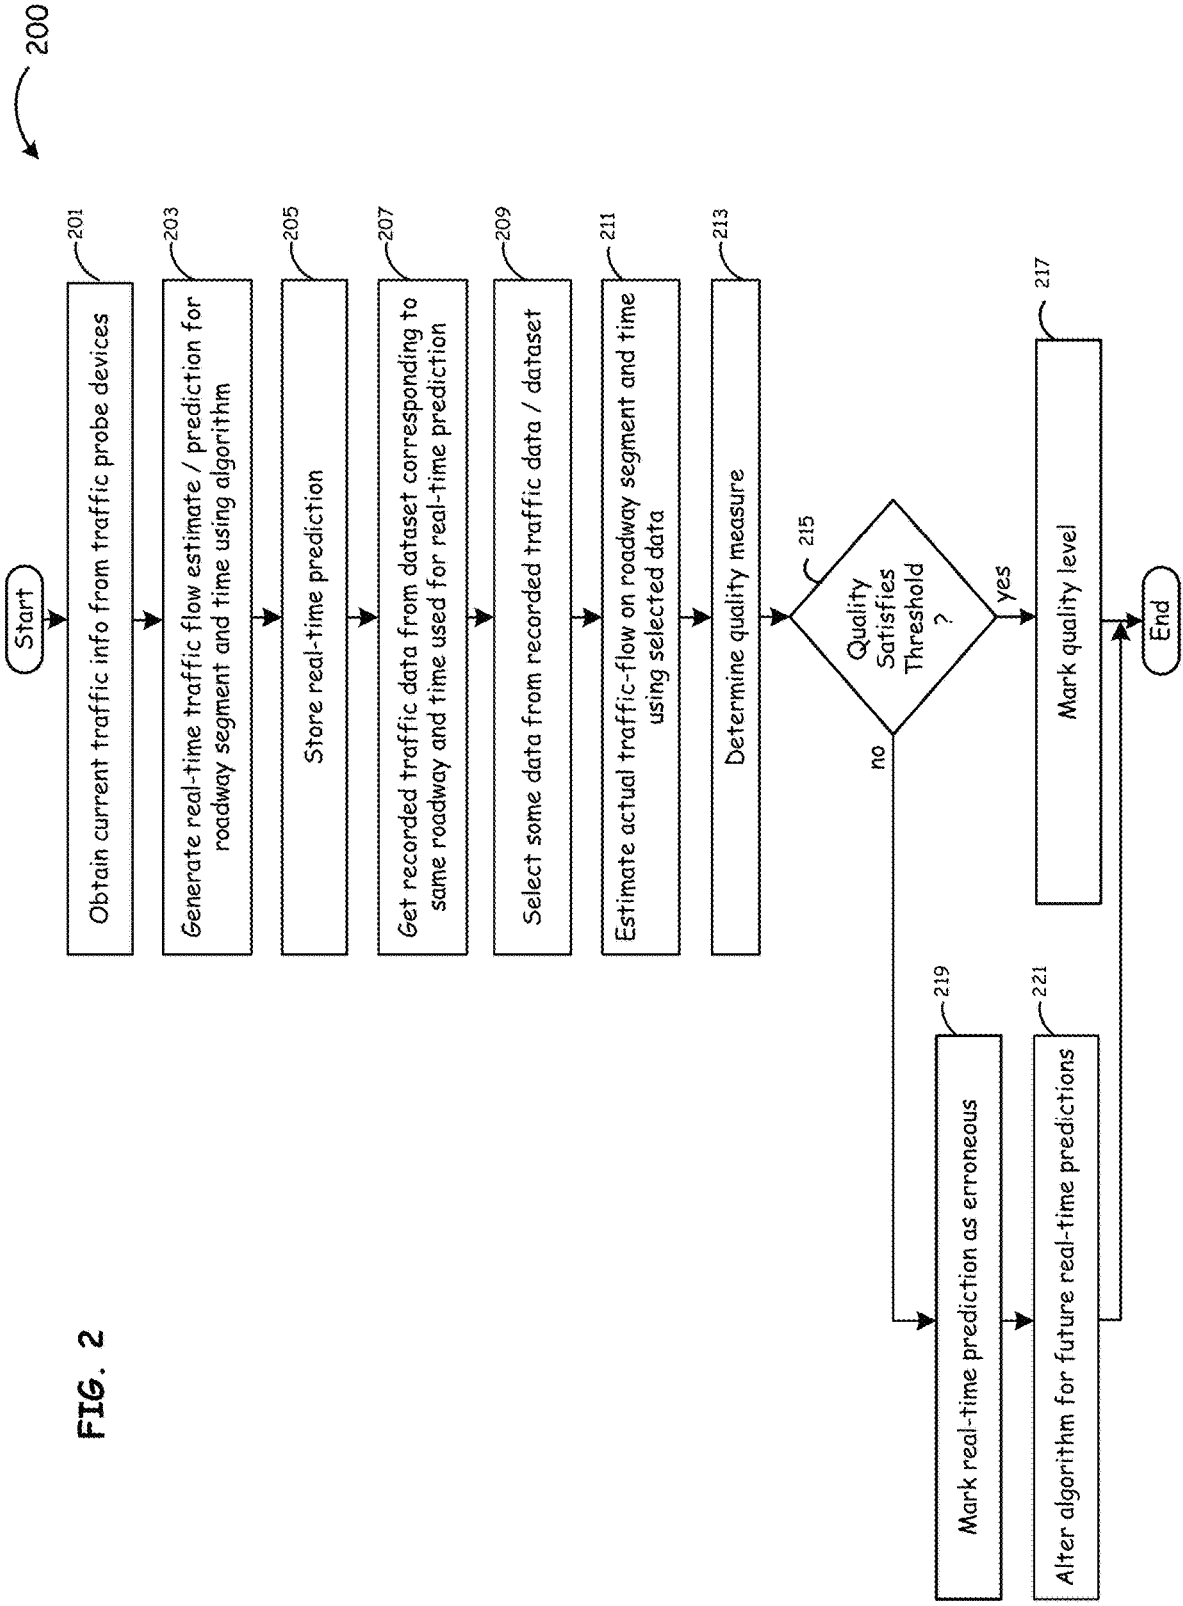 FIG. 2
200
Start
201
Obtain current traffic info from traffic probe devices
203
Generate real-time traffic flow estimate / prediction for
roadway segment and time using algorithm
205
Store real-time prediction
207
Get recorded traffic data from dataset corresponding to
same roadway and time used for real-time prediction
209
Select some data from recorded traffic data / dataset
211
Estimate actual traffic-flow on roadway segment and time
using selected data
213
Determine quality measure
215
Quality
Satisfies
Threshold
?
no
yes
217
Mark quality level
219
Mark real-time prediction as erroneous
221
Alter algorithm for future real-time predictions
End